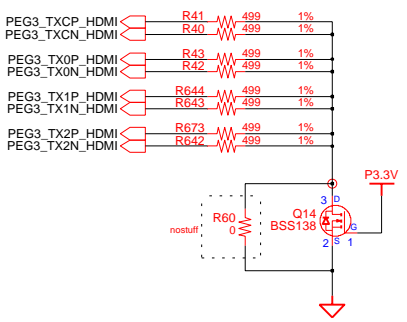 PEG3_TXCP_HDMI R41 499 1%
PEG3_TXCN_HDMI R40 499 1%
PEG3_TX0P_HDMI R43 499 1%
PEG3_TX0N_HDMI R42 499 1%
PEG3_TX1P_HDMI R644 499 1%
PEG3_TX1N_HDMI R643 499 1%
PEG3_TX2P_HDMI R673 499 1%
PEG3_TX2N_HDMI R642 499 1%
P3.3V
3 D
R60 Q14
nostuff 0 BSS138 G
2 S 1